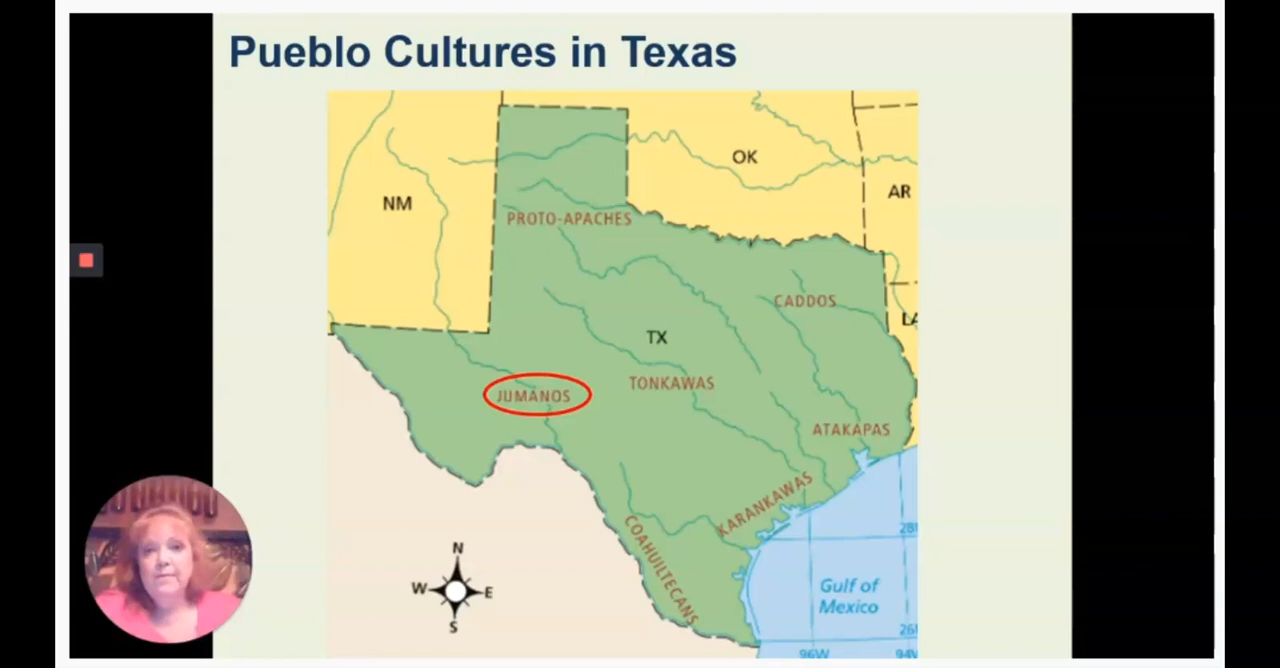 Pueblo Cultures in Texas
OK
AR
NM
PROTO-APACHES
CADDOS
LA
TX
TONKAWAS
JUMANOS
ATAKAPAS
KARANKAWAS
COAHUILTECANS
28
N
W
E
S
Gulf of
Mexico
26
96W
94W